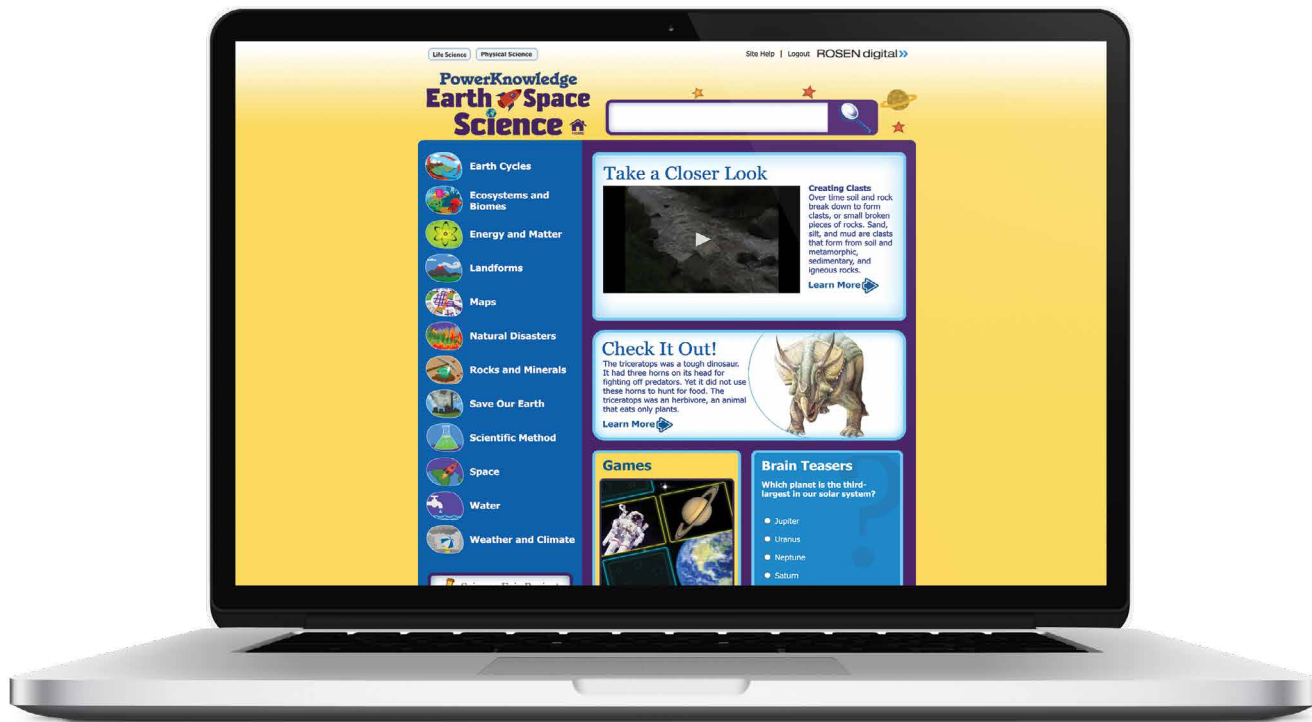 Life Science
Physical Science
Site Help | Logout ROSEN digital»
PowerKnowledge
Earth Space
Science
HOME
Earth Cycles
Ecosystems and
Biomes
Energy and Matter
Landforms
Maps
Natural Disasters
Rocks and Minerals
Save Our Earth
Scientific Method
Space
Water
Weather and Climate
Take a Closer Look
Creating Clasts
Over time soil and rock
break down to form
clasts, or small broken
pieces of rocks. Sand,
silt, and mud are clasts
that form from soil and
metamorphic,
sedimentary, and
igneous rocks.
Learn More
Check It Out!
The triceratops was a tough dinosaur.
It had three horns on its head for
fighting off predators. Yet it did not use
these horns to hunt for food. The
triceratops was an herbivore, an animal
that eats only plants.
Learn More
Games
Brain Teasers
Which planet is the third-
largest in our solar system?
Jupiter
Uranus
Neptune
Saturn